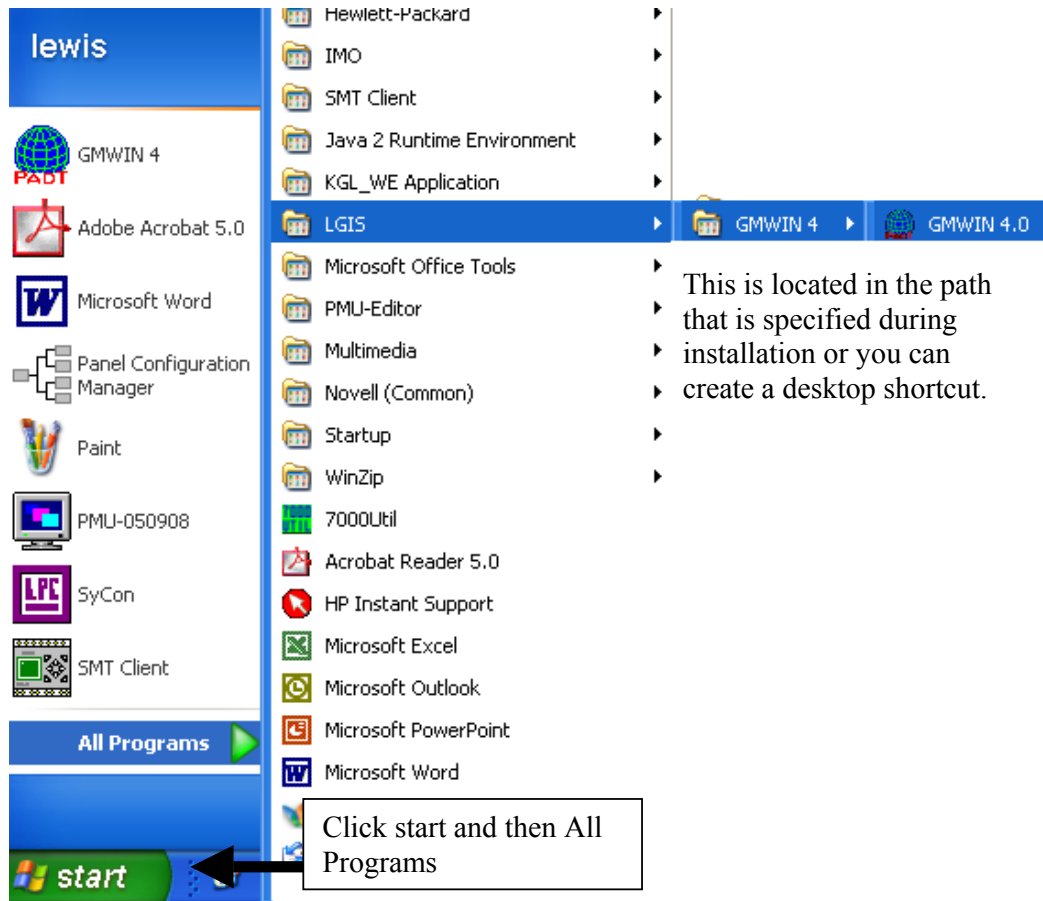 lewis
GMWIN 4
PADT
Adobe Acrobat 5.0
W
Microsoft Word
Panel Configuration
Manager
Paint
PMU-050908
LPC
SyCon
SMT Client
All Programs
start
Hewlett-Packard
IMO
SMT Client
Java 2 Runtime Environment
KGL_WE Application
LGIS
GMWIN 4
GMWIN 4.0
Microsoft Office Tools
PMU-Editor
Multimedia
Novell (Common)
Startup
WinZip
7000Util
Acrobat Reader 5.0
HP Instant Support
Microsoft Excel
Microsoft Outlook
Microsoft PowerPoint
W
Microsoft Word
This is located in the path
that is specified during
installation or you can
create a desktop shortcut.
Click start and then All
Programs